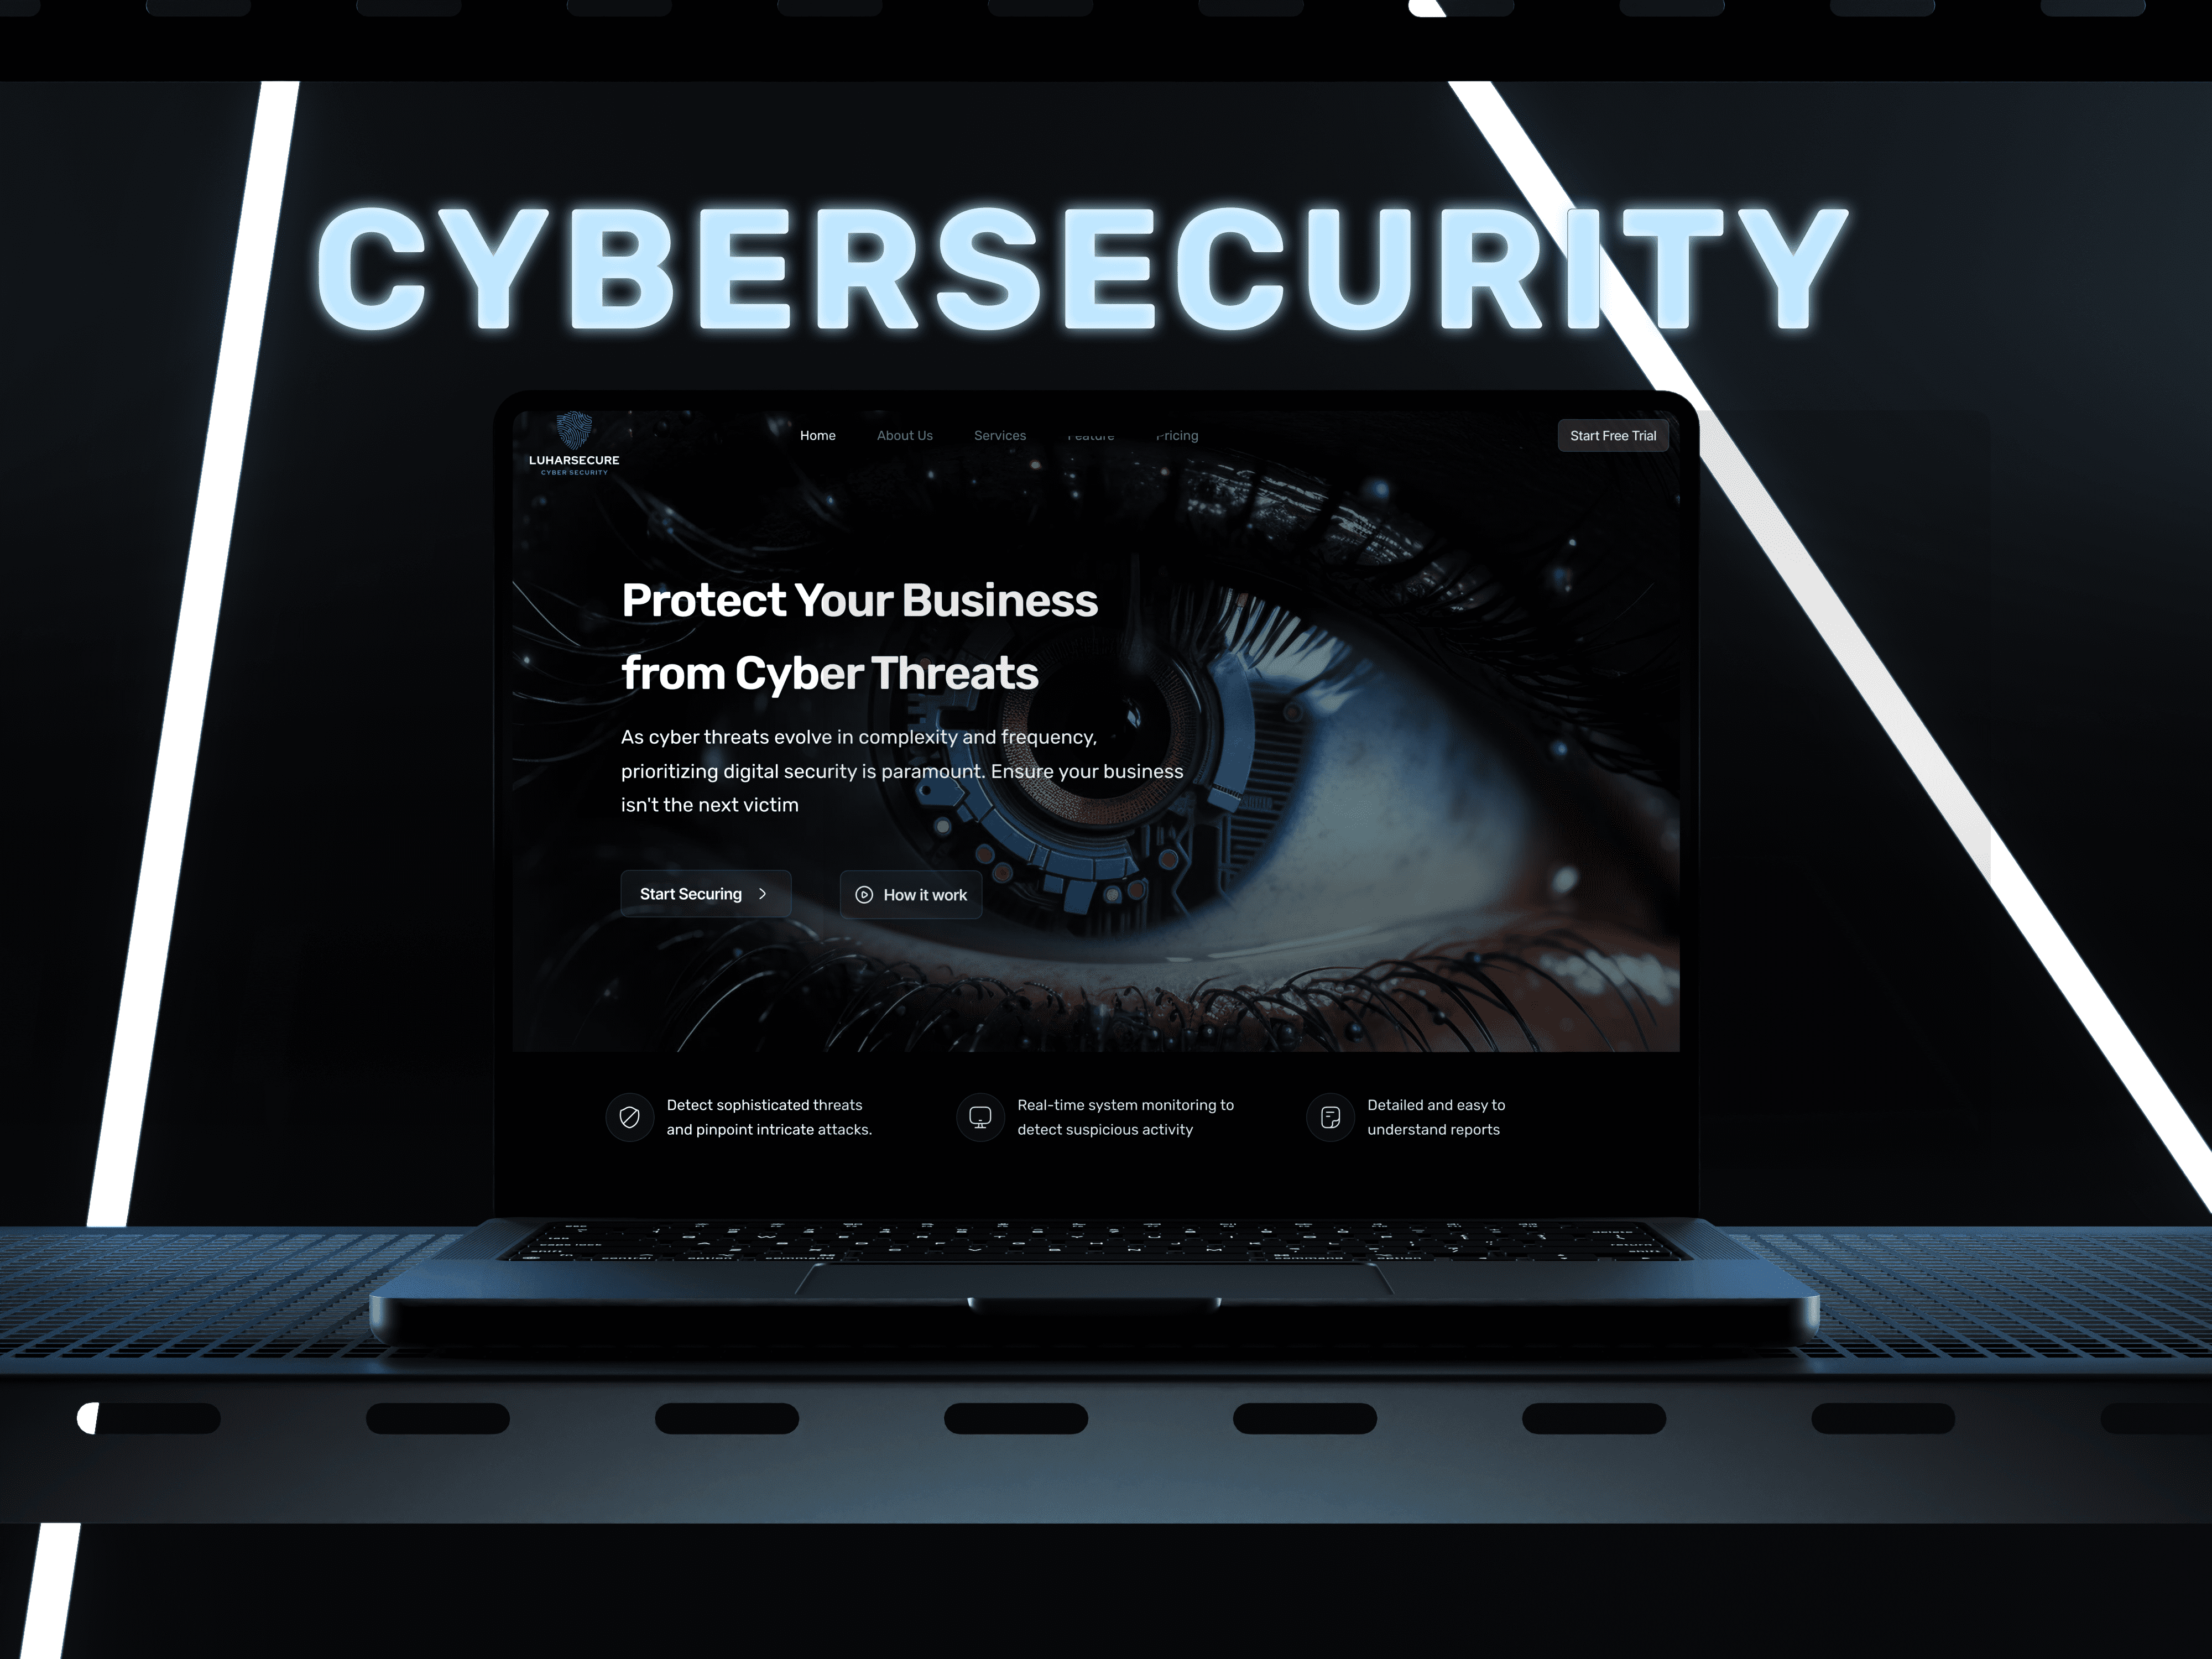 CYBERSECURITY
LUHARSECURE
CYBER SECURITY
Home About Us Services Feature Pricing
Start Free Trial
Protect Your Business
from Cyber Threats
As cyber threats evolve in complexity and frequency,
prioritizing digital security is paramount. Ensure your business
isn't the next victim
Start Securing
How it work
Detect sophisticated threats
and pinpoint intricate attacks.
Real-time system monitoring to
detect suspicious activity
Detailed and easy to
understand reports